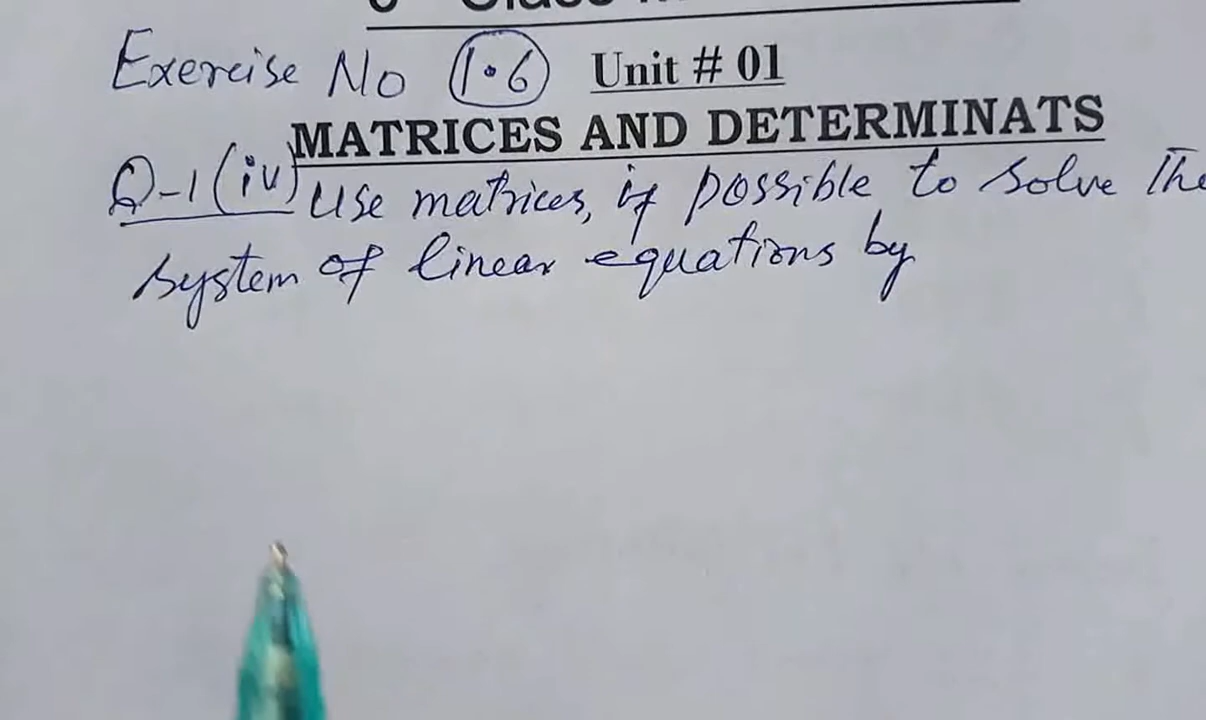 Exercise No 1.6 Unit # 01
MATRICES AND DETERMINATS
Q-1 (iv) Use matrices, if possible to solve The
system of linear equations by